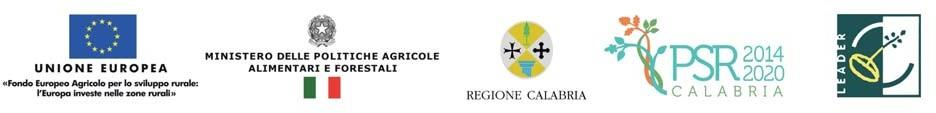 UNIONE EUROPEA
«Fondo Europeo Agricolo per lo sviluppo rurale:
l'Europa investe nelle zone rurali»
MINISTERO DELLE POLITICHE AGRICOLE
ALIMENTARI E FORESTALI
REGIONE CALABRIA
PSR 2014
2020
CALABRIA
LEADER